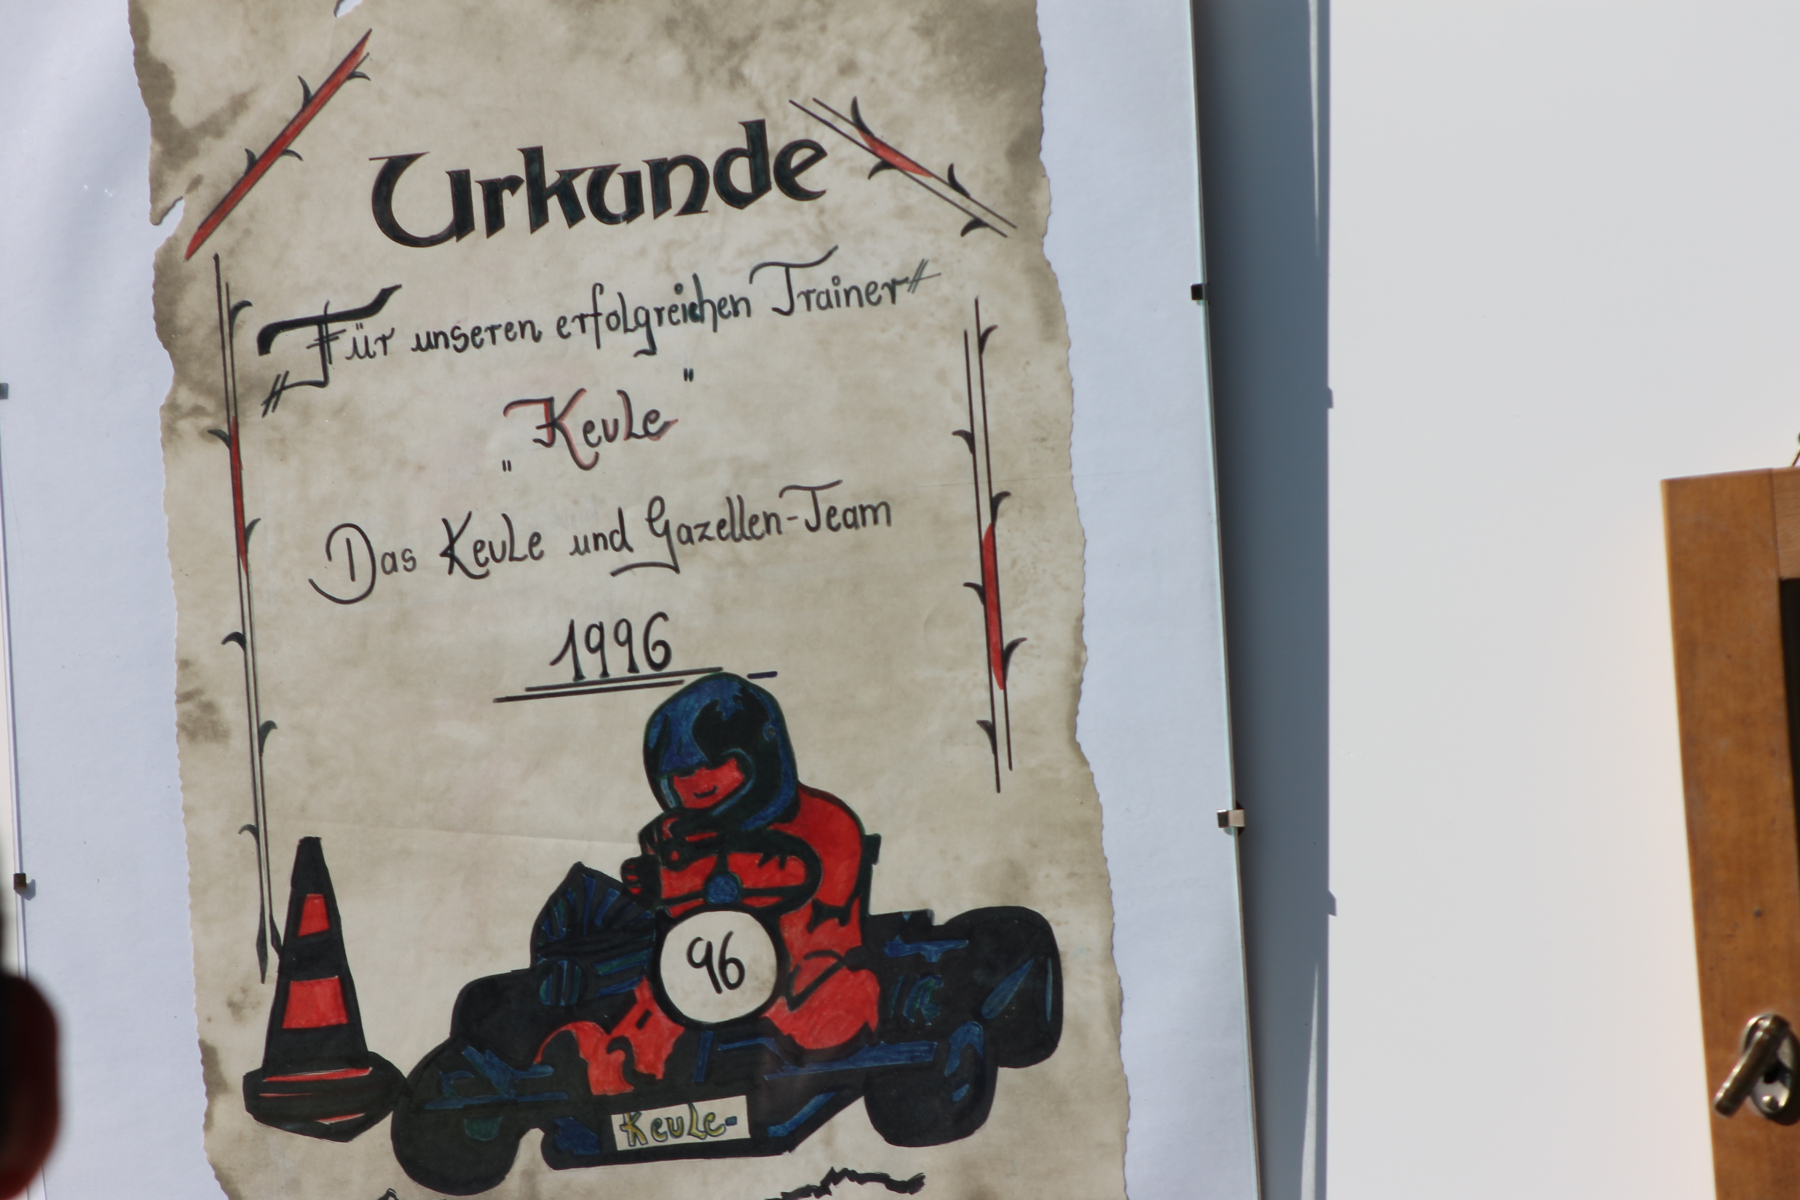 Urkunde
„Für unseren erfolgreichen Trainer"
„Keule"
Das Keule und Gazellen-Team
1996
96
Keule-